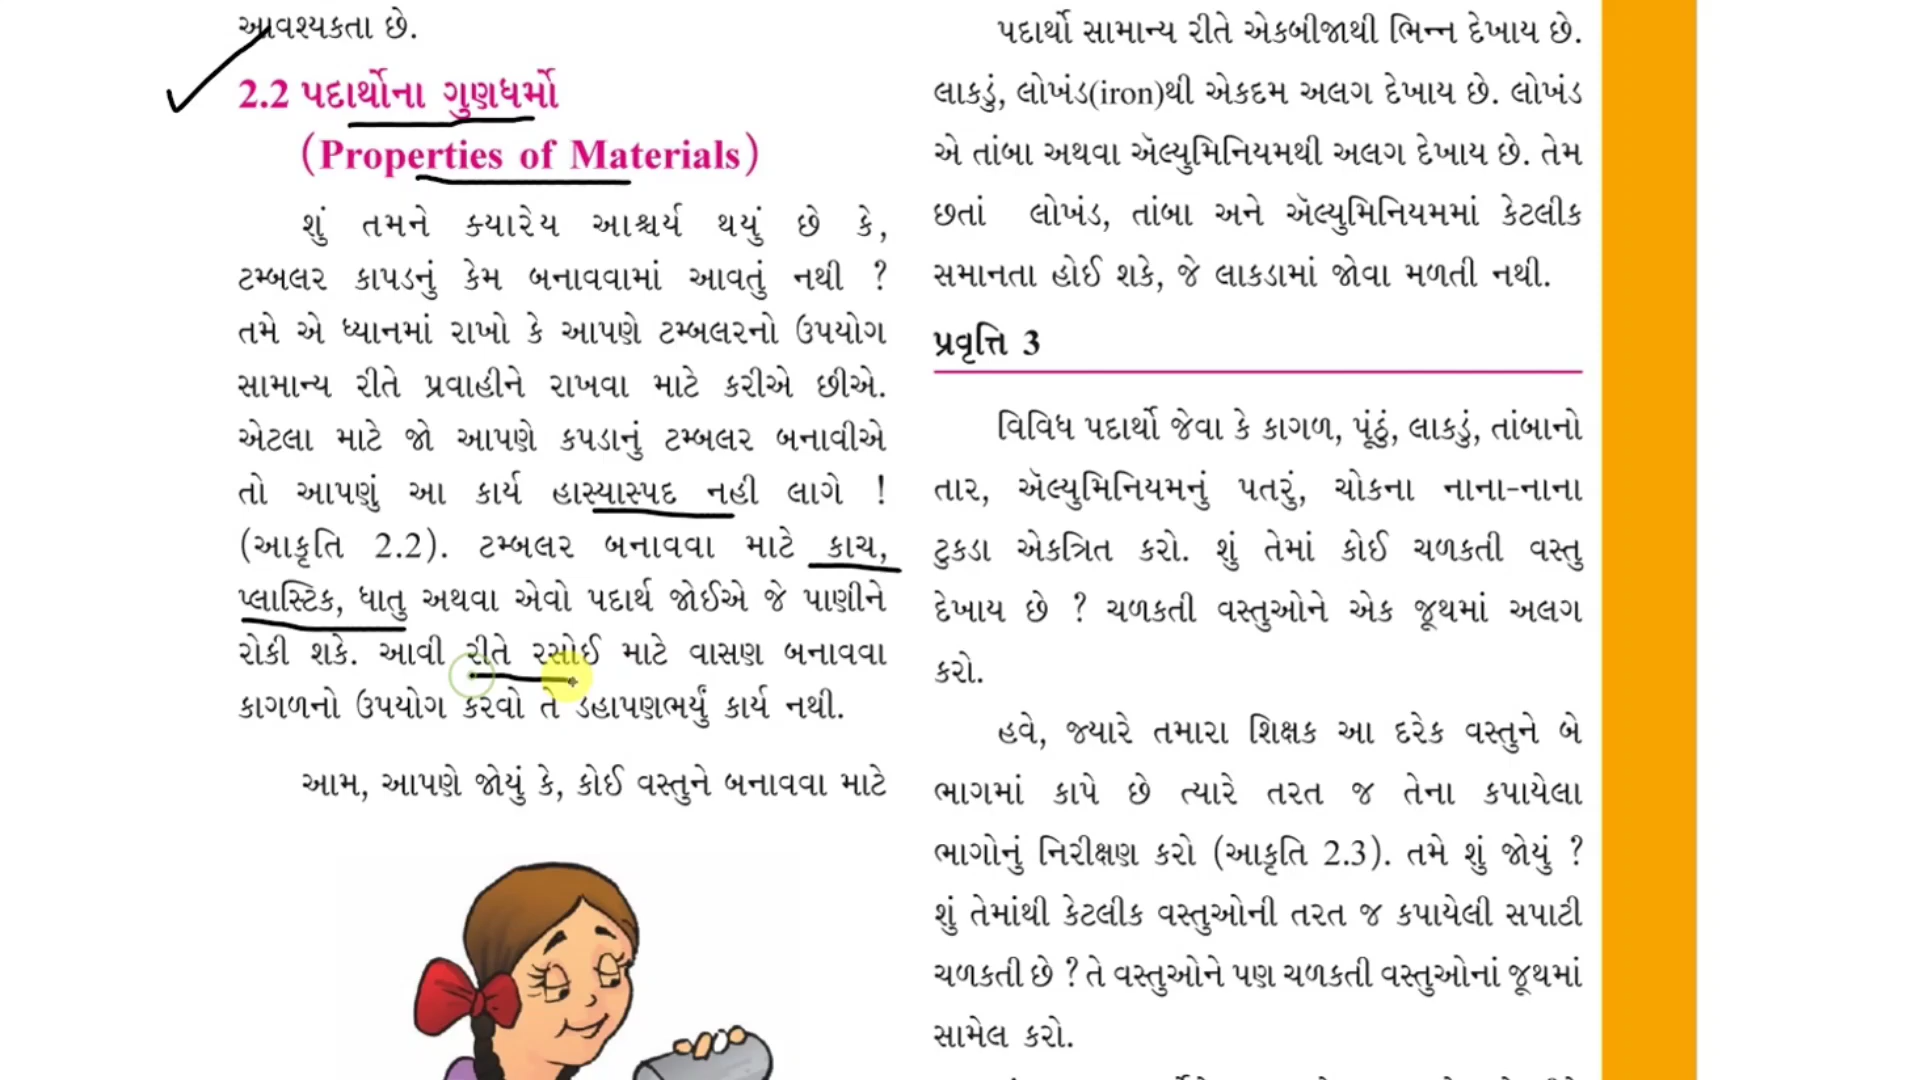 આવશ્યકતા છે.
2.2 પદાર્થોના ગુણધર્મો
(Properties of Materials)
શું તમને ક્યારેય આશ્ચર્ય થયું છે કે,
ટમ્બલર કાપડનું કેમ બનાવવામાં આવતું નથી ?
તમે એ ધ્યાનમાં રાખો કે આપણે ટમ્બલરનો ઉપયોગ
સામાન્ય રીતે પ્રવાહીને રાખવા માટે કરીએ છીએ.
એટલા માટે જો આપણે કપડાનું ટમ્બલર બનાવીએ
તો આપણું આ કાર્ય હાસ્યાસ્પદ નહી લાગે !
(આકૃતિ 2.2). ટમ્બલર બનાવવા માટે કાચ,
પ્લાસ્ટિક, ધાતુ અથવા એવો પદાર્થ જોઈએ જે પાણીને
રોકી શકે. આવી રીતે રસોઈ માટે વાસણ બનાવવા
કાગળનો ઉપયોગ કરવો તે ડહાપણભર્યું કાર્ય નથી.
આમ, આપણે જોયું કે, કોઈ વસ્તુને બનાવવા માટે
પદાર્થો સામાન્ય રીતે એકબીજાથી ભિન્ન દેખાય છે.
લાકડું, લોખંડ(iron)થી એકદમ અલગ દેખાય છે. લોખંડ
એ તાંબા અથવા ઍલ્યુમિનિયમથી અલગ દેખાય છે. તેમ
છતાં લોખંડ, તાંબા અને ઍલ્યુમિનિયમમાં કેટલીક
સમાનતા હોઈ શકે, જે લાકડામાં જોવા મળતી નથી.
પ્રવૃત્તિ 3
વિવિધ પદાર્થો જેવા કે કાગળ, પૂંઠું, લાકડું, તાંબાનો
તાર, ઍલ્યુમિનિયમનું પતરું, ચોકના નાના-નાના
ટુકડા એકત્રિત કરો. શું તેમાં કોઈ ચળકતી વસ્તુ
દેખાય છે ? ચળકતી વસ્તુઓને એક જૂથમાં અલગ
કરો.
હવે, જ્યારે તમારા શિક્ષક આ દરેક વસ્તુને બે
ભાગમાં કાપે છે ત્યારે તરત જ તેના કપાયેલા
ભાગોનું નિરીક્ષણ કરો (આકૃતિ 2.3). તમે શું જોયું ?
શું તેમાંથી કેટલીક વસ્તુઓની તરત જ કપાયેલી સપાટી
ચળકતી છે ? તે વસ્તુઓને પણ ચળકતી વસ્તુઓનાં જૂથમાં
સામેલ કરો.